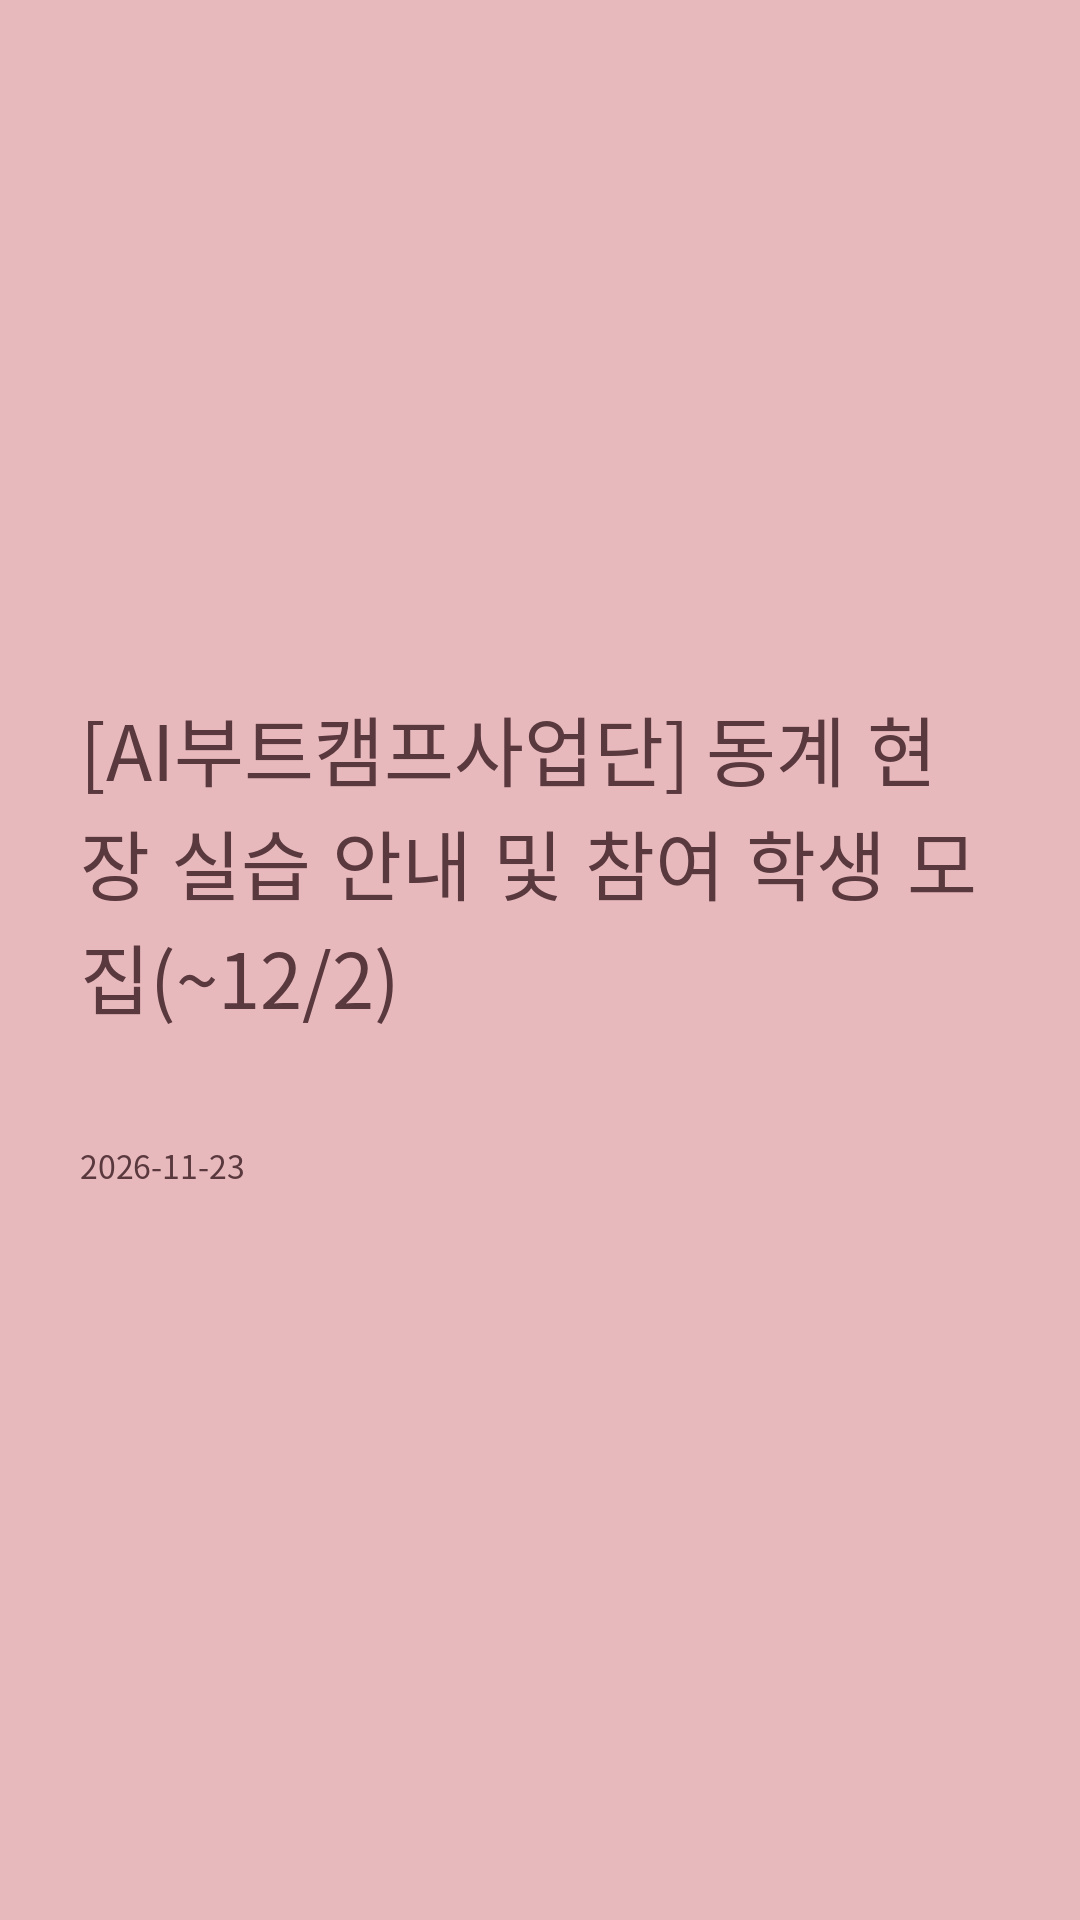 [AI부트캠프사업단] 동계 현
장 실습 안내 및 참여 학생 모
집(~12/2)
2026-11-23